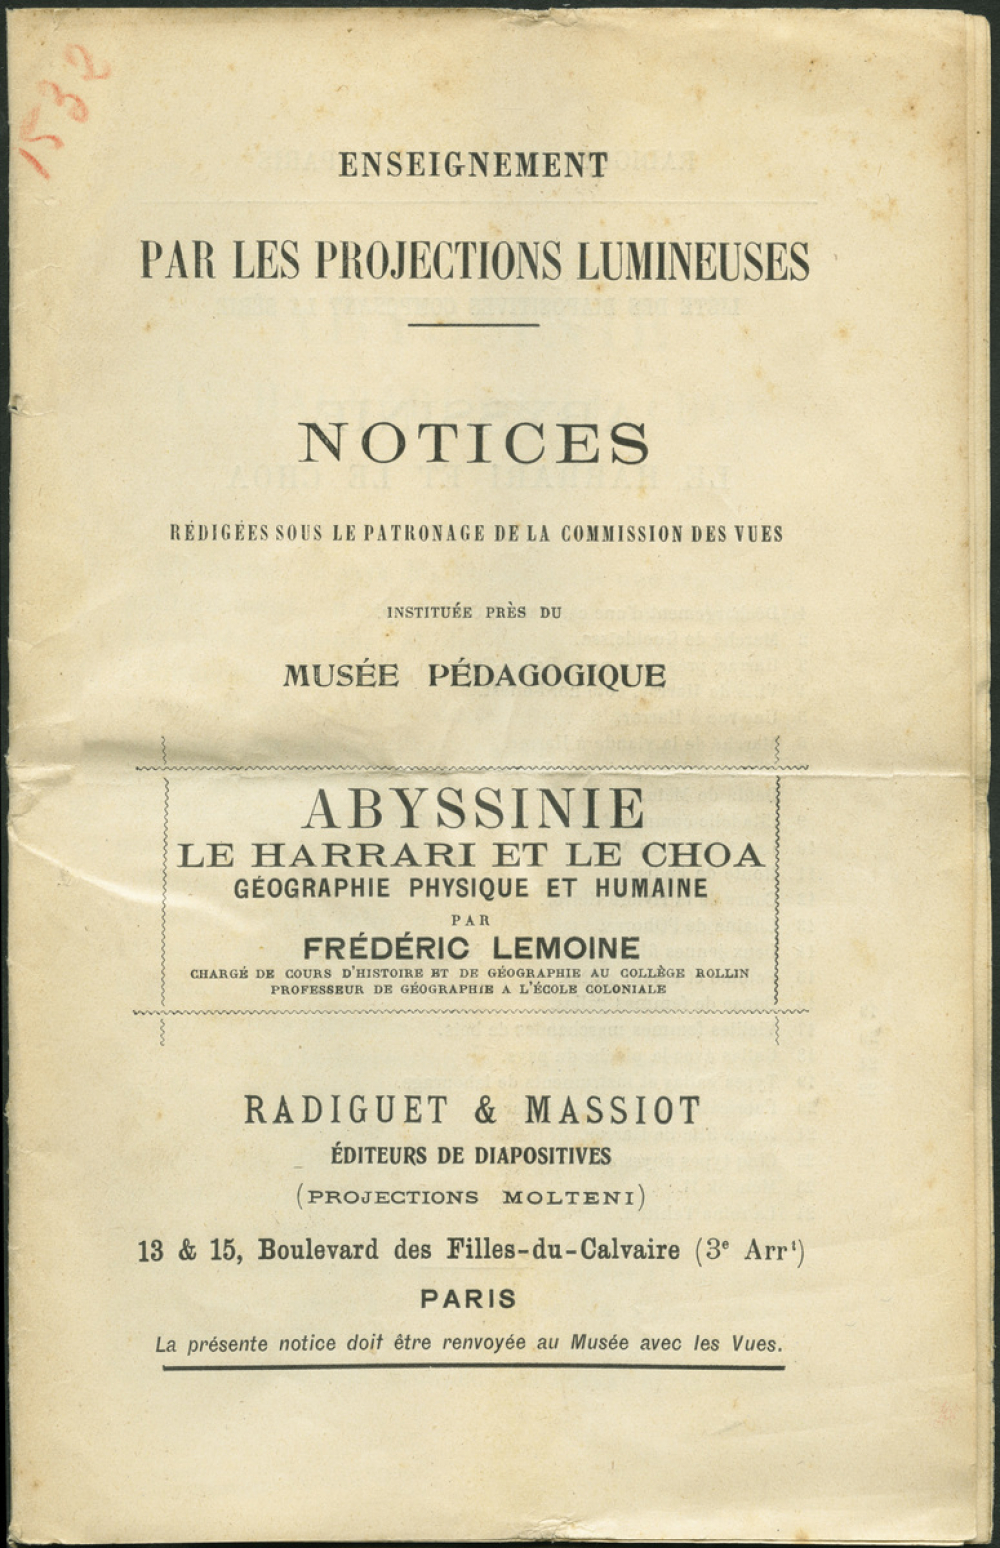 1532
ENSEIGNEMENT
PAR LES PROJECTIONS LUMINEUSES
NOTICES
RÉDIGÉES SOUS LE PATRONAGE DE LA COMMISSION DES VUES
INSTITUÉE PRÈS DU
MUSÉE PÉDAGOGIQUE
ABYSSINIE
LE HARRARI ET LE CHOA
GÉOGRAPHIE PHYSIQUE ET HUMAINE
PAR
FRÉDÉRIC LEMOINE
CHARGÉ DE COURS D'HISTOIRE ET DE GÉOGRAPHIE AU COLLÈGE ROLLIN
PROFESSEUR DE GÉOGRAPHIE A L'ÉCOLE COLONIALE
RADIGUET & MASSIOT
ÉDITEURS DE DIAPOSITIVES
(PROJECTIONS MOLTENI)
13 & 15, Boulevard des Filles-du-Calvaire (3e Arrt)
PARIS
La présente notice doit être renvoyée au Musée avec les Vues.